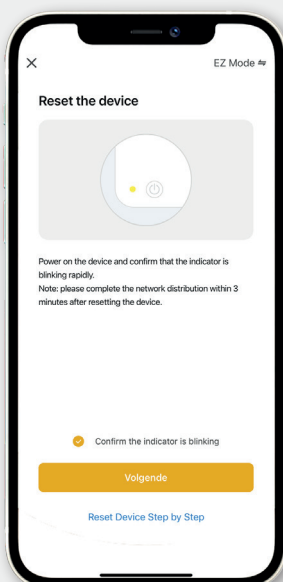 EZ Mode ⇋
Reset the device
Power on the device and confirm that the indicator is
blinking rapidly.
Note: please complete the network distribution within 3
minutes after resetting the device.
Confirm the indicator is blinking
Volgende
Reset Device Step by Step